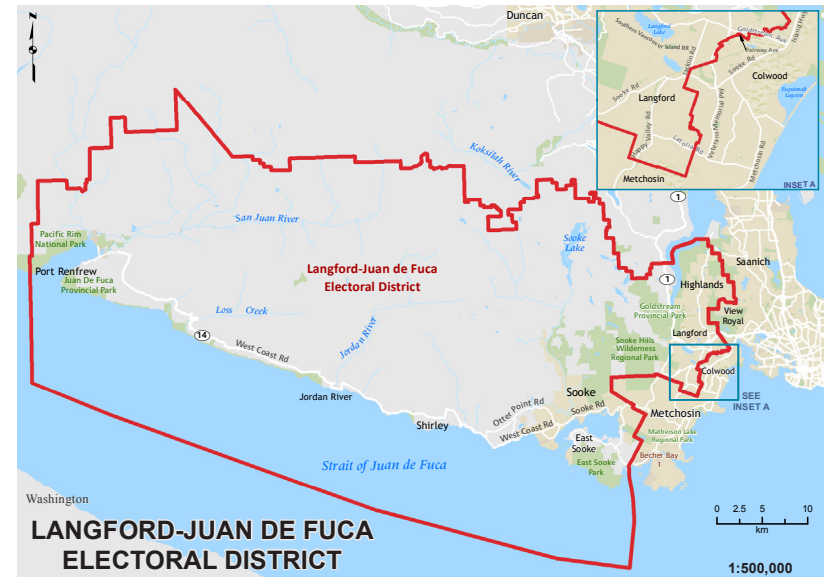 N
Duncan
Koksilah River
San Juan River
Sooke
Lake
Pacific Rim
National Park
Port Renfrew
Juan De Fuca
Provincial Park
Langford-Juan de Fuca
Electoral District
Loss Creek
14
West Coast Rd
Jordan River
Jordan River
Shirley
Otter Point Rd
West Coast Rd
Sooke Rd
Sooke
East
Sooke
East Sooke
Park
1
1
Saanich
Highlands
Goldstream
Provincial Park
View
Royal
Langford
Sooke Hills
Wilderness
Regional Park
Colwood
SEE
INSET A
Metchosin
Matheson Lake
Regional Park
Becher Bay
1
Strait of Juan de Fuca
Washington
LANGFORD-JUAN DE FUCA
ELECTORAL DISTRICT
0 2.5 5 10
km
1:500,000
Langford
Lake
Southern Vancouver Island RR
Goldstream Ave
Island Hwy
Fairway Ave
Jacklin Rd
Sooke Rd
Colwood
Esquimalt
Lagoon
Sooke Rd
Langford
Happy Valley Rd
Veterans Memorial Pky
Latoria Rd
Metchosin Rd
Metchosin
INSET A